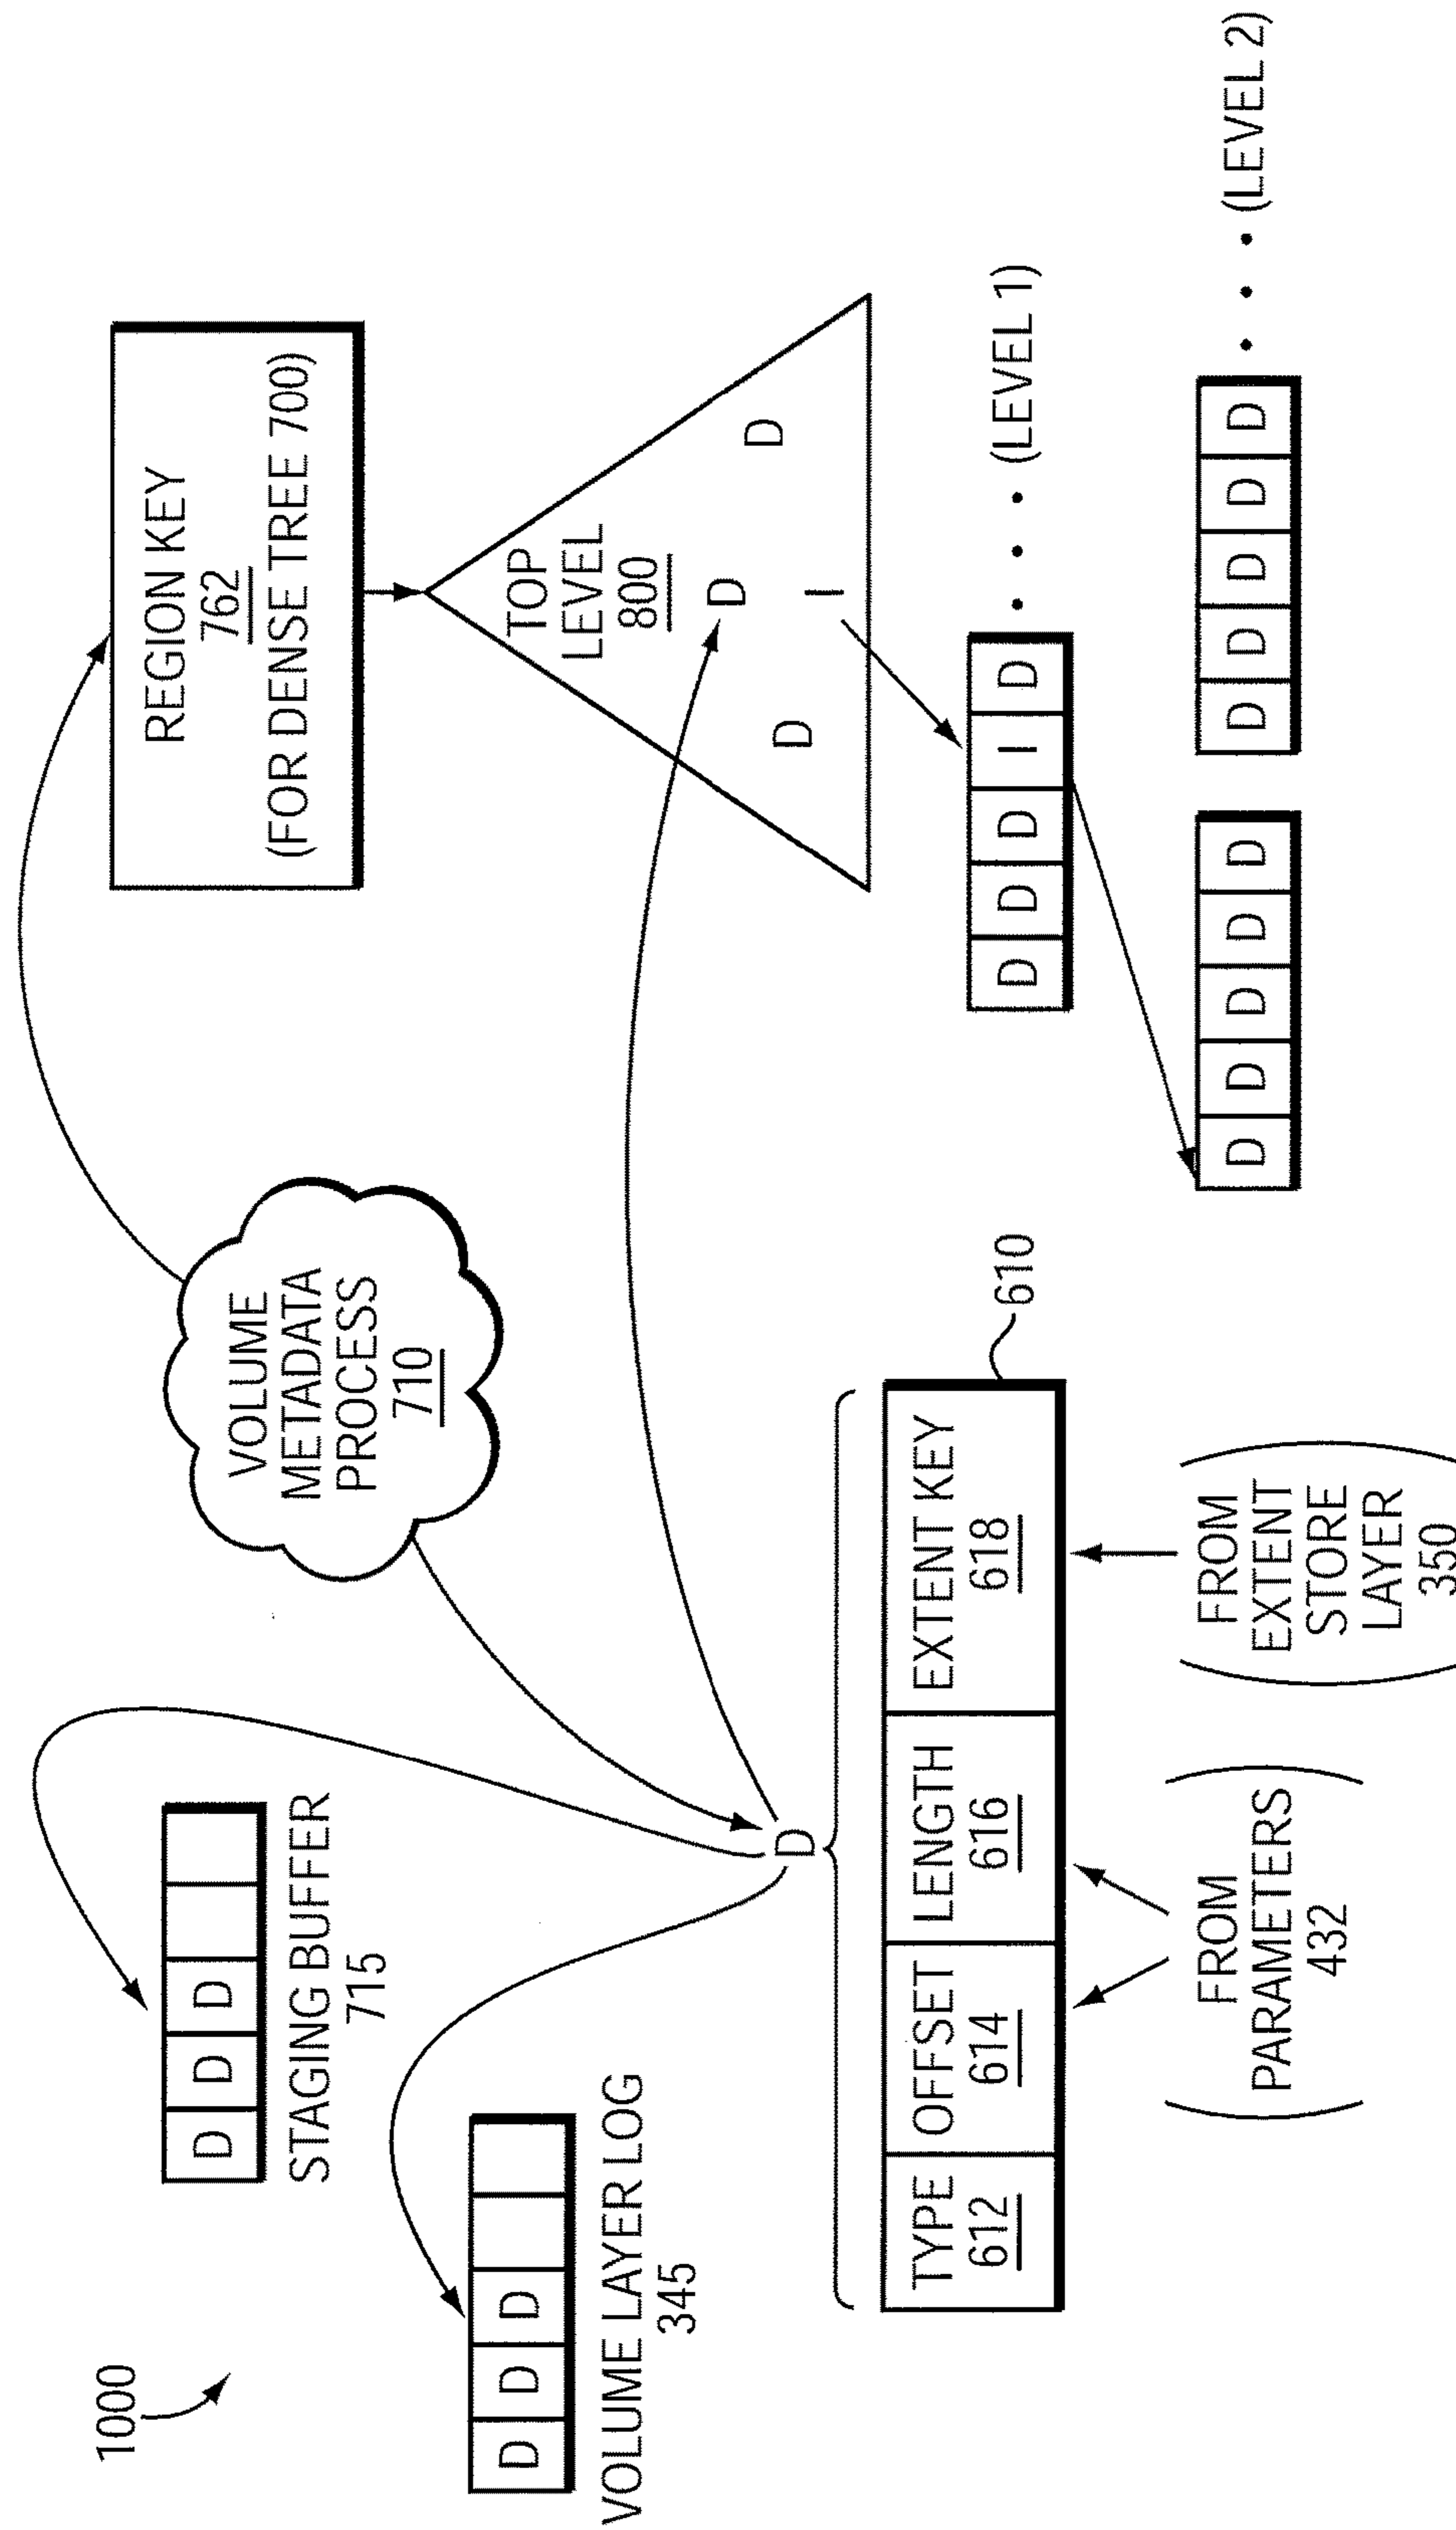 1000
D D D
STAGING BUFFER
715
D D D
VOLUME LAYER LOG
345
VOLUME
METADATA
PROCESS
710
REGION KEY
762
(FOR DENSE TREE 700)
TOP
LEVEL
800
D D D
I
D
TYPE
612
OFFSET
614
LENGTH
616
EXTENT KEY
618
610
(FROM
PARAMETERS
432)
(FROM
EXTENT
STORE
LAYER
350)
D D D I D • • • (LEVEL 1)
D D D D D D D D D D • • • (LEVEL 2)